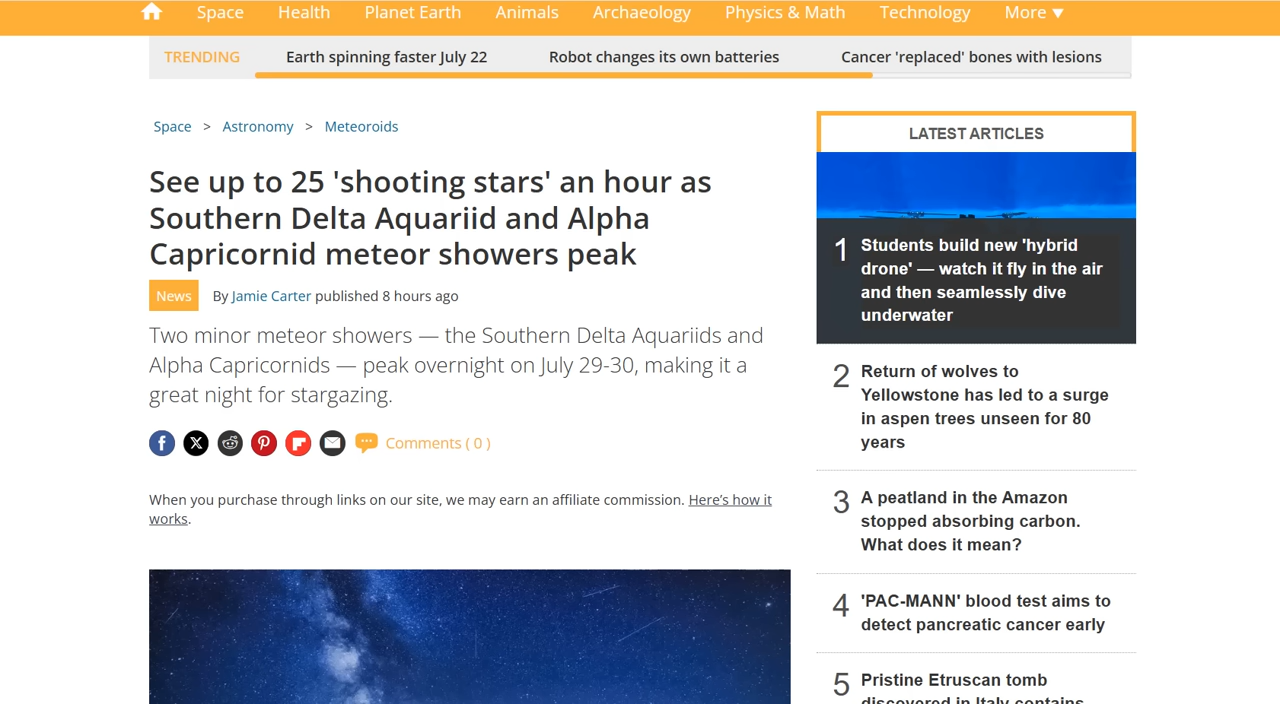 Space Health Planet Earth Animals Archaeology Physics & Math Technology More ▼
TRENDING Earth spinning faster July 22 Robot changes its own batteries Cancer 'replaced' bones with lesions
Space > Astronomy > Meteoroids
See up to 25 'shooting stars' an hour as
Southern Delta Aquariid and Alpha
Capricornid meteor showers peak
News By Jamie Carter published 8 hours ago
Two minor meteor showers — the Southern Delta Aquariids and
Alpha Capricornids — peak overnight on July 29-30, making it a
great night for stargazing.
Comments ( 0 )
When you purchase through links on our site, we may earn an affiliate commission. Here's how it
works.
LATEST ARTICLES
1 Students build new 'hybrid
drone' — watch it fly in the air
and then seamlessly dive
underwater
2 Return of wolves to
Yellowstone has led to a surge
in aspen trees unseen for 80
years
3 A peatland in the Amazon
stopped absorbing carbon.
What does it mean?
4 'PAC-MANN' blood test aims to
detect pancreatic cancer early
5 Pristine Etruscan tomb
discovered in Italy contains